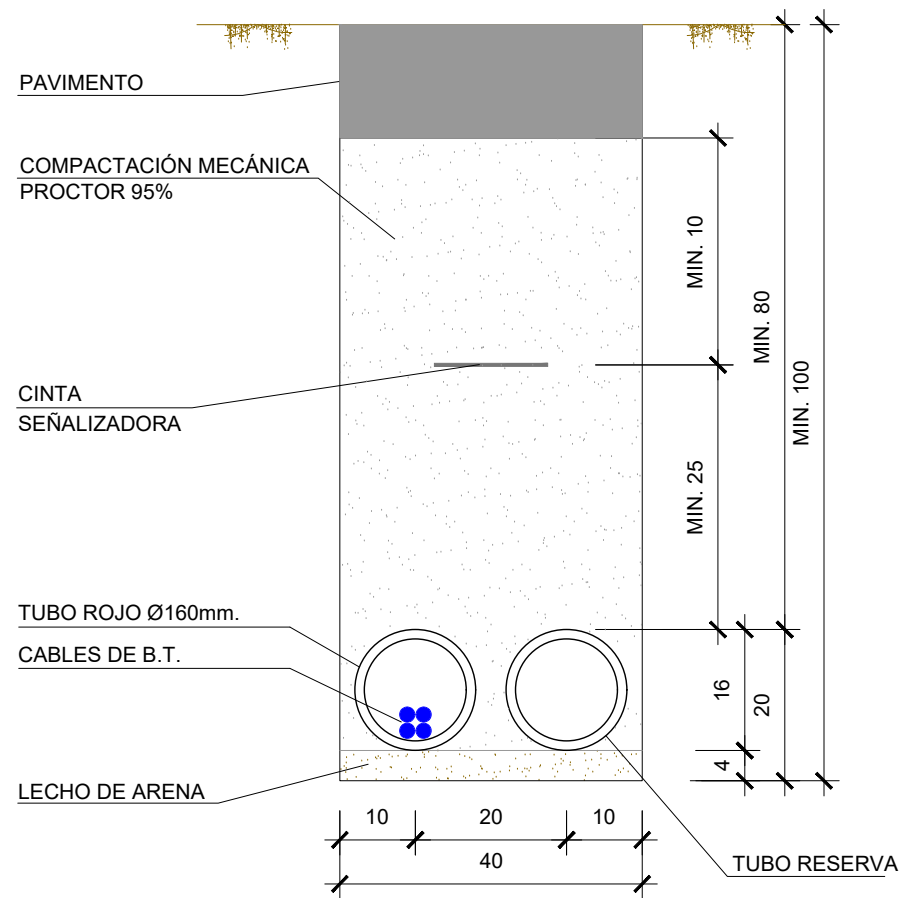 PAVIMENTO
COMPACTACIÓN MECÁNICA
PROCTOR 95%
MIN. 10
MIN. 80
MIN. 100
CINTA
SEÑALIZADORA
MIN. 25
TUBO ROJO Ø160mm.
CABLES DE B.T.
16
20
4
LECHO DE ARENA
10
20
10
40
TUBO RESERVA